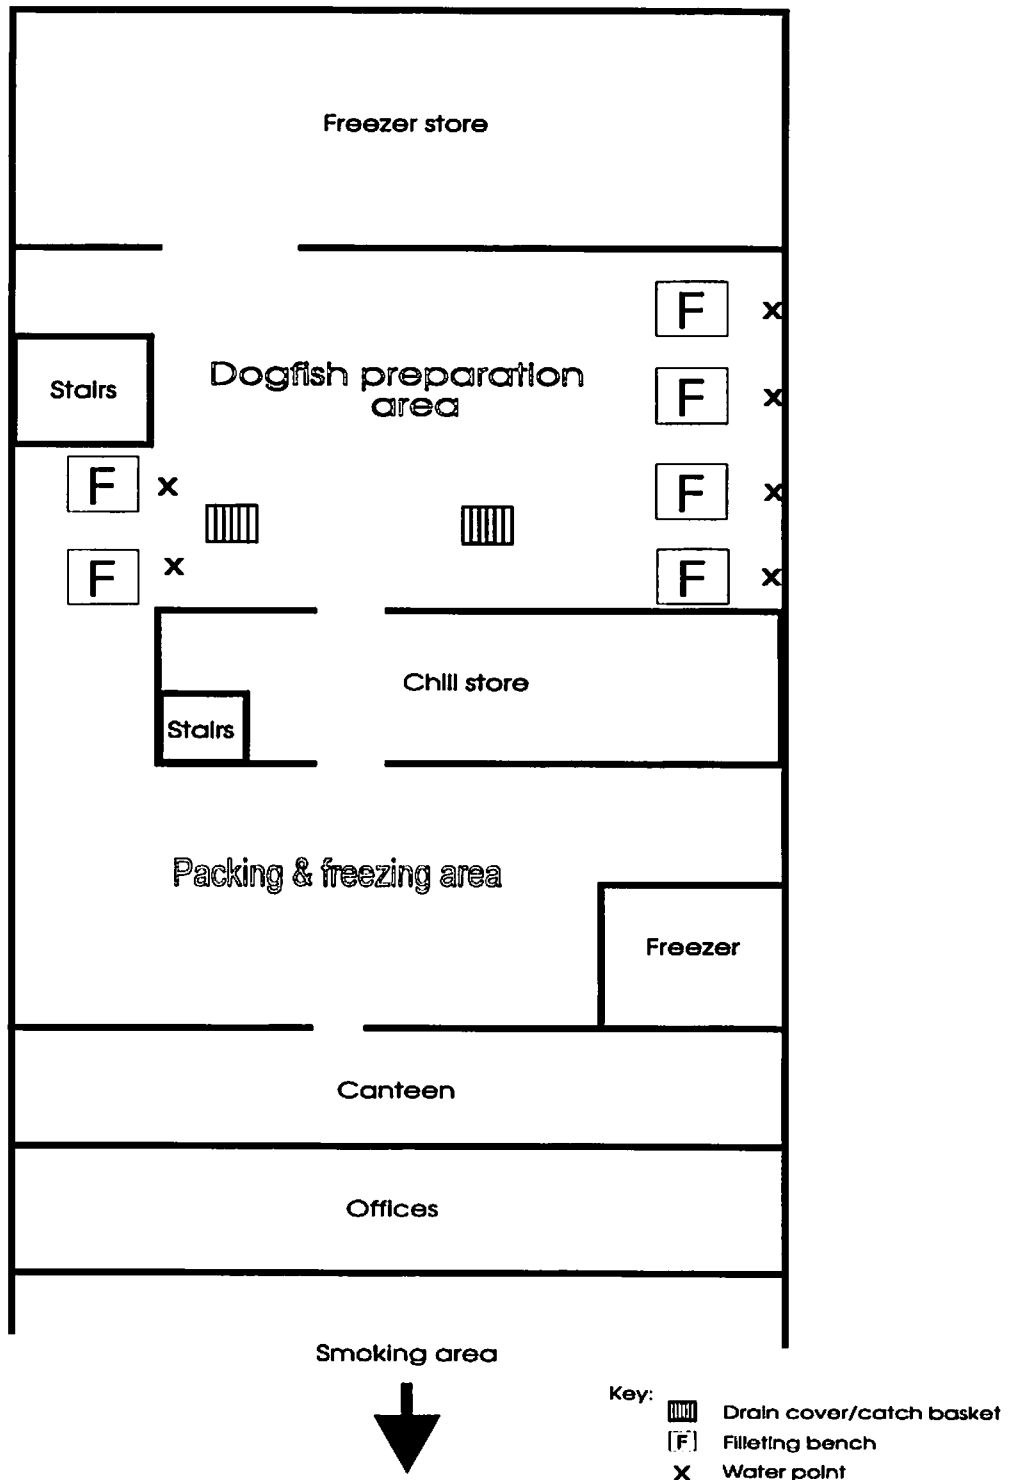 Freezer store
F X
Stairs
Dogfish preparation
area
F X
F X
F X
F X
F X
Chill store
Stairs
Packing & freezing area
Freezer
Canteen
Offices
Smoking area
Key:
Drain cover/catch basket
F Filleting bench
X Water point